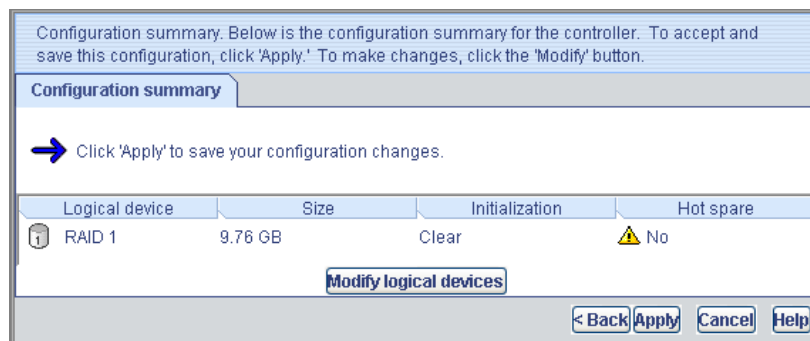 Configuration summary. Below is the configuration summary for the controller. To accept and
save this configuration, click 'Apply.' To make changes, click the 'Modify' button.
Configuration summary
Click 'Apply' to save your configuration changes.
Logical device Size Initialization Hot spare
1 RAID 1 9.76 GB Clear No
Modify logical devices
< Back Apply Cancel Help